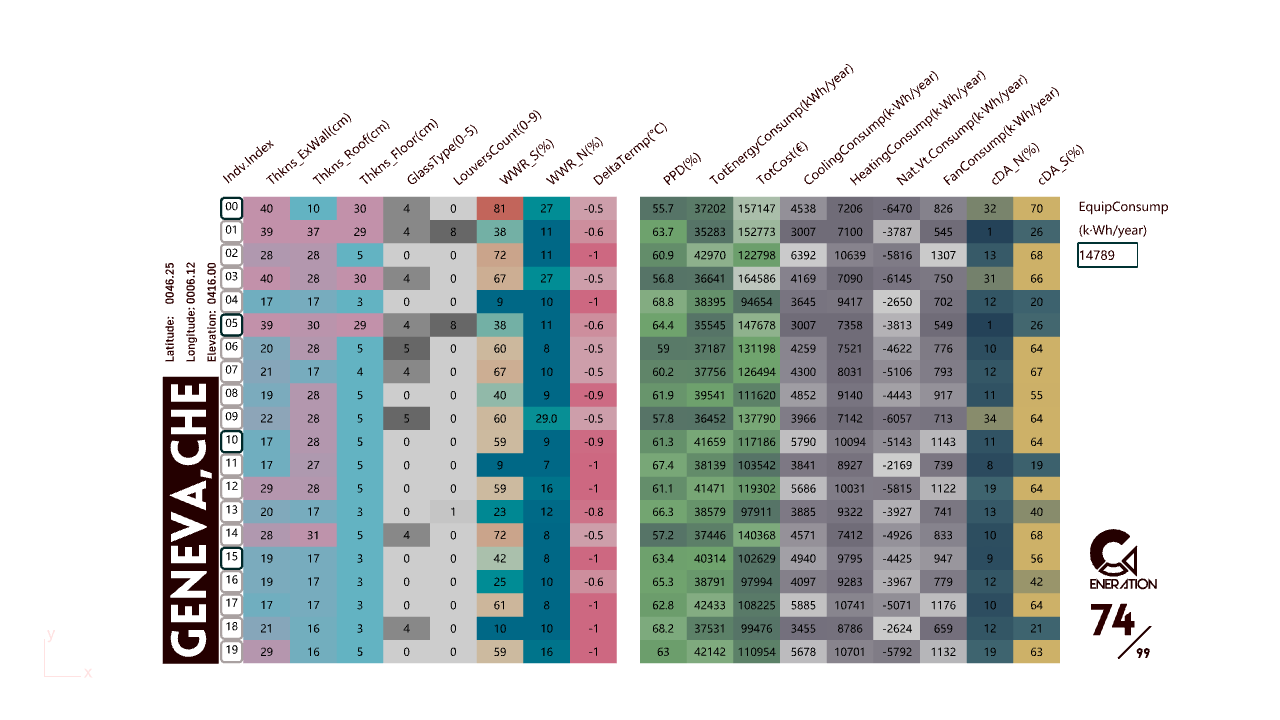 Indv.Index Thkns_ExWall(cm) Thkns_Roof(cm) Thkns_Floor(cm) GlassType(0-5) LouversCount(0-9) WWR_S(%) WWR_N(%) DeltaTermp(°C) PPD(%) TotEnergyConsump(kWh/year) TotCost(€) CoolingConsump(k·Wh/year) HeatingConsump(k·Wh/year) Nat.Vt.Consump(k·Wh/year) FanConsump(k·Wh/year) cDA_N(%) cDA_S(%)
00 40 10 30 4 0 81 27 -0.5 55.7 37202 157147 4538 7206 -6470 826 32 70
01 39 37 29 4 8 38 11 -0.6 63.7 35283 152773 3007 7100 -3787 545 1 26
02 28 28 5 0 0 72 11 -1 60.9 42970 122798 6392 10639 -5816 1307 13 68
03 40 28 30 4 0 67 27 -0.5 56.8 36641 164586 4169 7090 -6145 750 31 66
04 17 17 3 0 0 9 10 -1 68.8 38395 94654 3645 9417 -2650 702 12 20
05 39 30 29 4 8 38 11 -0.6 64.4 35545 147678 3007 7358 -3813 549 1 26
06 20 28 5 5 0 60 8 -0.5 59 37187 131198 4259 7521 -4622 776 10 64
07 21 17 4 4 0 67 10 -0.5 60.2 37756 126494 4300 8031 -5106 793 12 67
08 19 28 5 0 0 40 9 -0.9 61.9 39541 111620 4852 9140 -4443 917 11 55
09 22 28 5 5 0 60 29.0 -0.5 57.8 36452 137790 3966 7142 -6057 713 34 64
10 17 28 5 0 0 59 9 -0.9 61.3 41659 117186 5790 10094 -5143 1143 11 64
11 17 27 5 0 0 9 7 -1 67.4 38139 103542 3841 8927 -2169 739 8 19
12 29 28 5 0 0 59 16 -1 61.1 41471 119302 5686 10031 -5815 1122 19 64
13 20 17 3 0 1 23 12 -0.8 66.3 38579 97911 3885 9322 -3927 741 13 40
14 28 31 5 4 0 72 8 -0.5 57.2 37446 140368 4571 7412 -4926 833 10 68
15 19 17 3 0 0 42 8 -1 63.4 40314 102629 4940 9795 -4425 947 9 56
16 19 17 3 0 0 25 10 -0.6 65.3 38791 97994 4097 9283 -3967 779 12 42
17 17 17 3 0 0 61 8 -1 62.8 42433 108225 5885 10741 -5071 1176 10 64
18 21 16 3 4 0 10 10 -1 68.2 37531 99476 3455 8786 -2624 659 12 21
19 29 16 5 0 0 59 16 -1 63 42142 110954 5678 10701 -5792 1132 19 63
EquipConsump
(k·Wh/year)
14789
Latitude: 0046.25
Longitude: 0006.12
Elevation: 0416.00
GENEVA,CHE
ENERATION
74
99
y
x